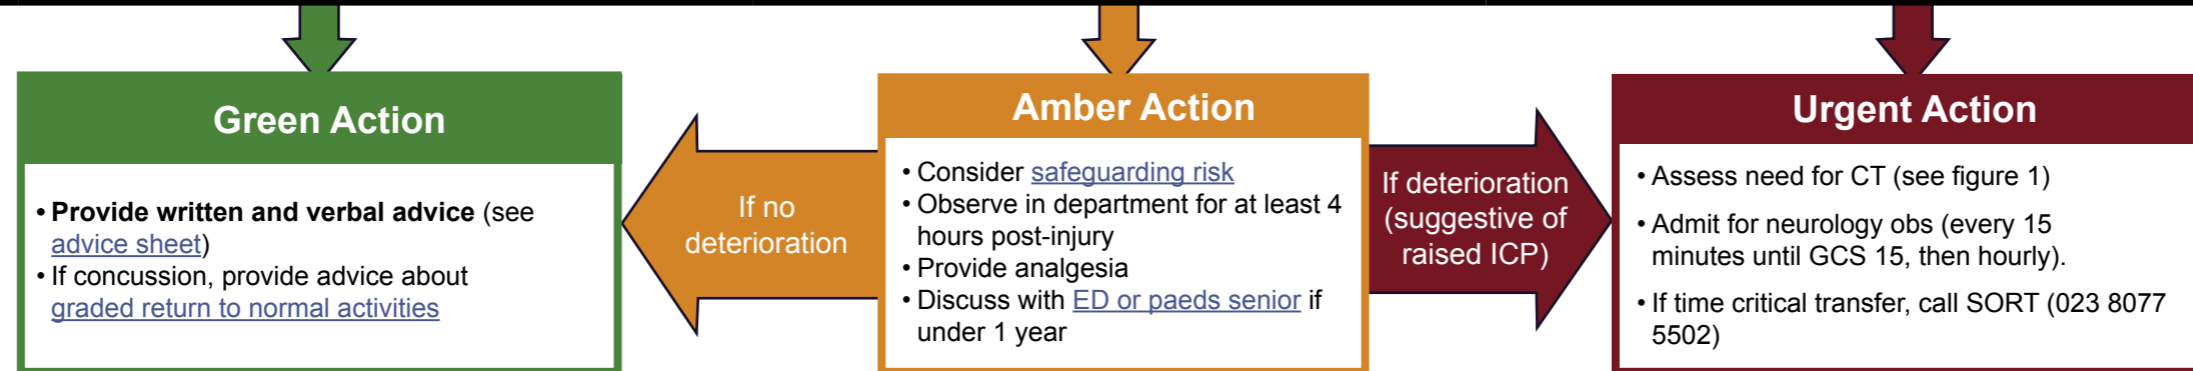 Green Action
• Provide written and verbal advice (see
advice sheet)
• If concussion, provide advice about
graded return to normal activities
If no
deterioration
Amber Action
• Consider safeguarding risk
• Observe in department for at least 4
hours post-injury
• Provide analgesia
• Discuss with ED or paeds senior if
under 1 year
If deterioration
(suggestive of
raised ICP)
Urgent Action
• Assess need for CT (see figure 1)
• Admit for neurology obs (every 15
minutes until GCS 15, then hourly).
• If time critical transfer, call SORT (023 8077
5502)